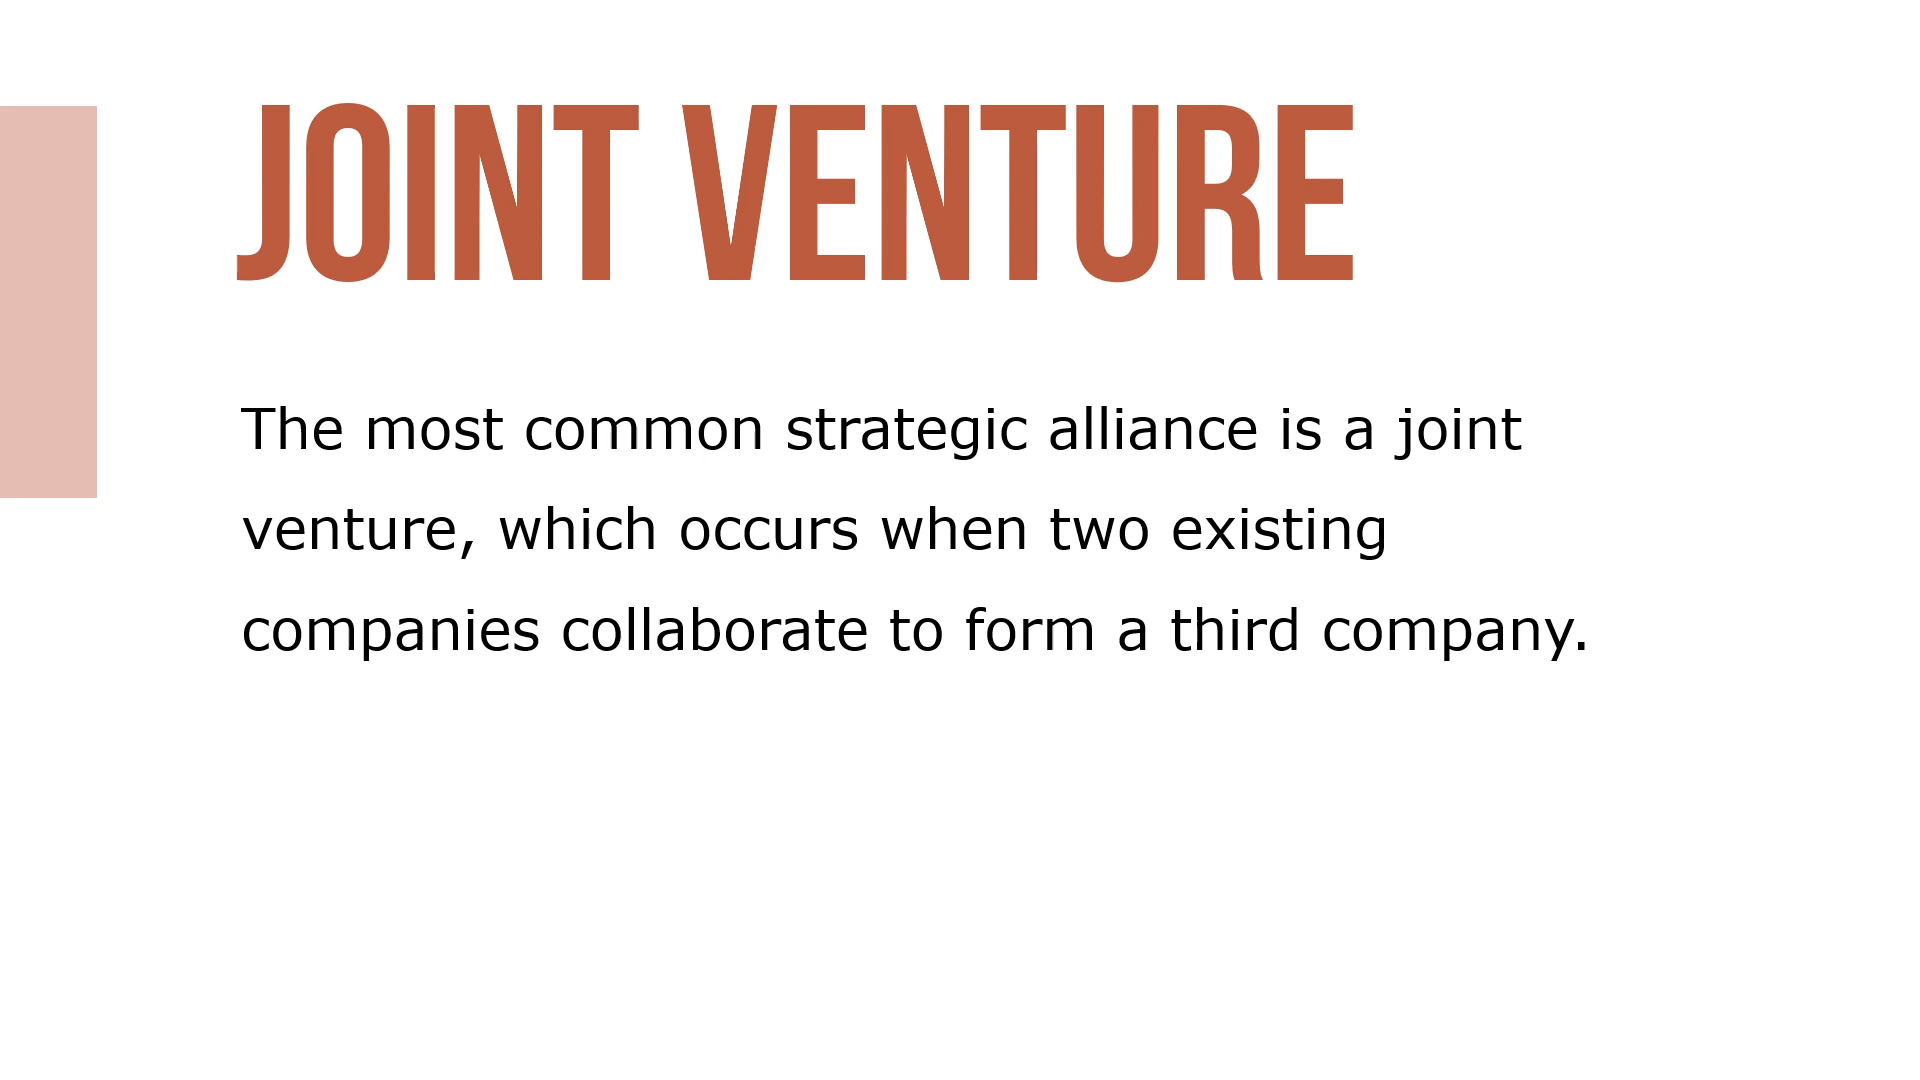 JOINT VENTURE
The most common strategic alliance is a joint
venture, which occurs when two existing
companies collaborate to form a third company.